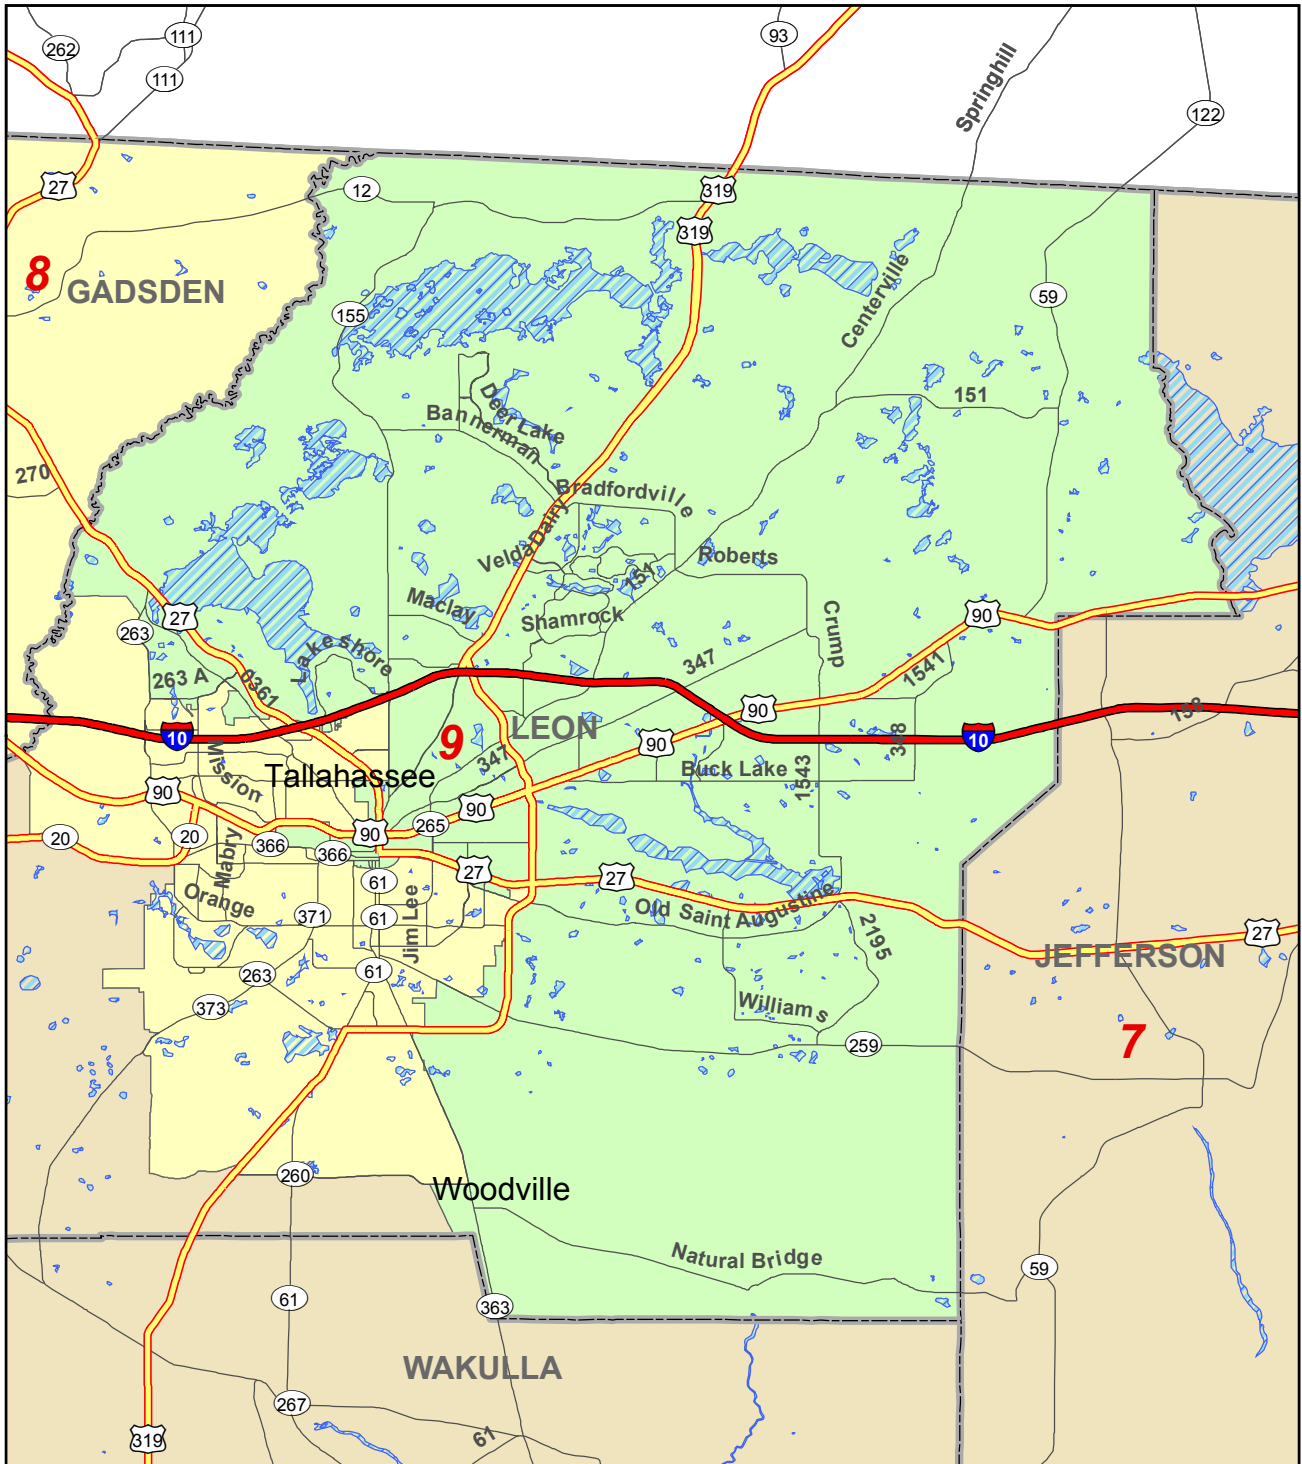 262
111
111
93
Springhill
122
27
12
319
319
8
GADSDEN
Centerville
59
155
Deer Lake
151
Bannerman
270
Bradfordville
Velda Dairy
Roberts
151
Maclay
Shamrock
Crump
90
27
263
Lakeshore
347
1541
263 A
0361
158
10
90
9
LEON
90
388
10
347
Mission
Tallahassee
Buck Lake
1543
90
90
265
90
20
20
366
366
Mabry
27
27
61
Orange
371
61
Jim Lee
Old Saint Augustine
2195
27
JEFFERSON
263
61
373
Williams
7
259
260
Woodville
Natural Bridge
59
61
363
WAKULLA
267
61
319